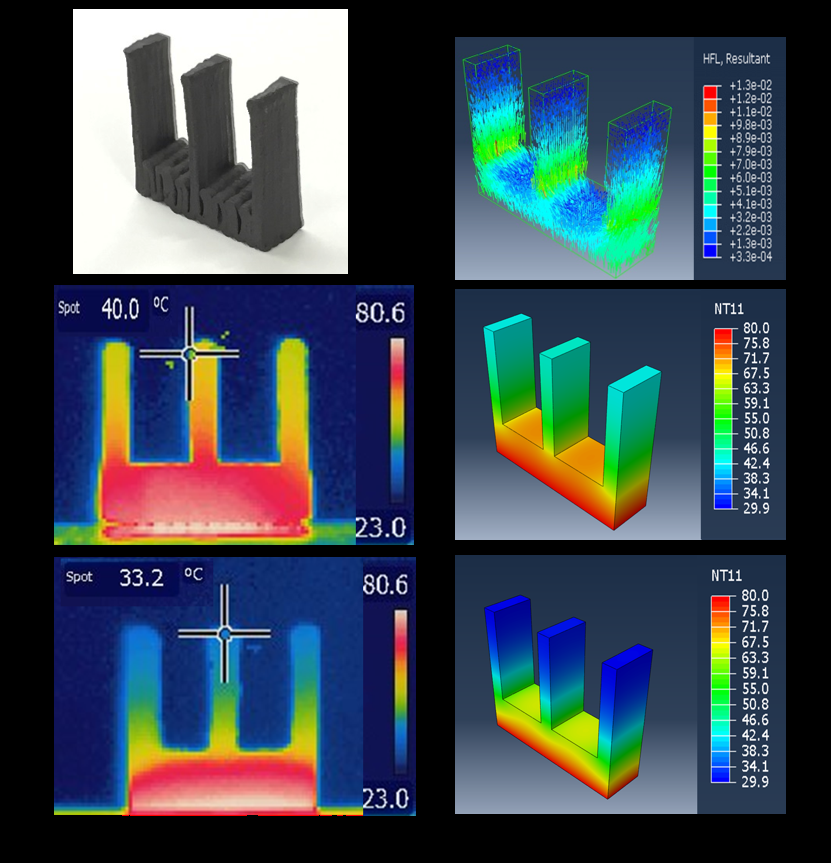 HFL, Resultant
+1.3e-02
+1.2e-02
+1.1e-02
+9.8e-03
+7.9e-03
+7.0e-03
+6.0e-03
+5.1e-03
+4.1e-03
+3.2e-03
+2.2e-03
+1.3e-03
+3.3e-04
Spot 40.0 °C
80.6
23.0
NT11
80.0
75.8
71.7
67.5
63.3
59.1
55.0
50.8
46.6
42.4
38.3
34.1
29.9
Spot 33.2 °C
80.6
23.0
NT11
80.0
75.8
71.7
67.5
63.3
59.1
55.0
50.8
46.6
42.4
38.3
34.1
29.9